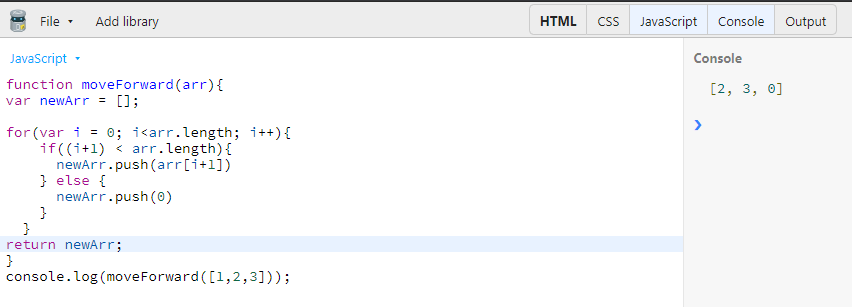 File Add library HTML CSS JavaScript Console Output
JavaScript
function moveForward(arr){
var newArr = [];
for(var i = 0; i<arr.length; i++){
if((i+1) < arr.length){
newArr.push(arr[i+1])
} else {
newArr.push(0)
}
}
return newArr;
}
console.log(moveForward([1,2,3]));
Console
[2, 3, 0]
❯